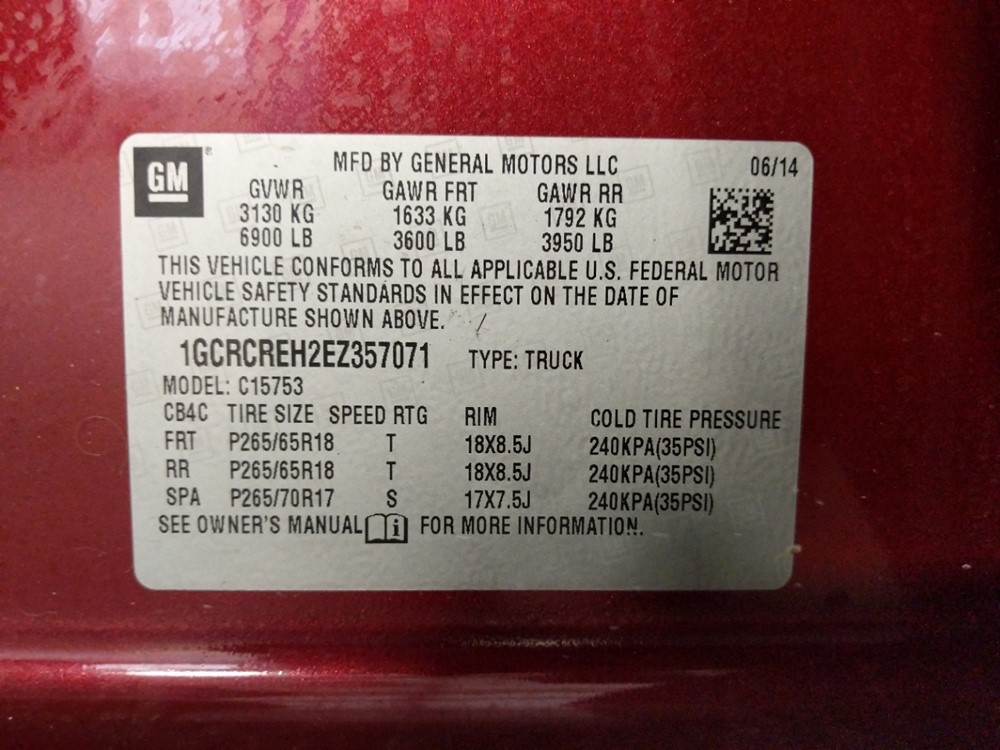 GM
MFD BY GENERAL MOTORS LLC 06/14
GVWR GAWR FRT GAWR RR
3130 KG 1633 KG 1792 KG
6900 LB 3600 LB 3950 LB
THIS VEHICLE CONFORMS TO ALL APPLICABLE U.S. FEDERAL MOTOR
VEHICLE SAFETY STANDARDS IN EFFECT ON THE DATE OF
MANUFACTURE SHOWN ABOVE.
1GCRCREH2EZ357071 TYPE: TRUCK
MODEL: C15753
CB4C TIRE SIZE SPEED RTG RIM COLD TIRE PRESSURE
FRT P265/65R18 T 18X8.5J 240KPA(35PSI)
RR P265/65R18 T 18X8.5J 240KPA(35PSI)
SPA P265/70R17 S 17X7.5J 240KPA(35PSI)
SEE OWNER'S MANUAL i FOR MORE INFORMATION.